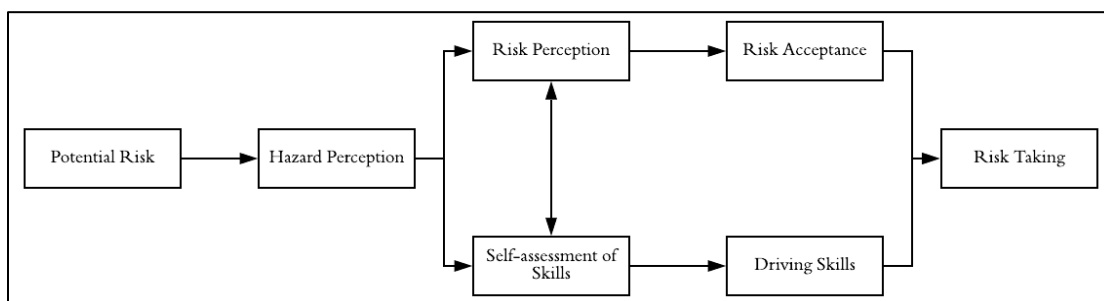 Risk Perception
Risk Acceptance
Potential Risk
Hazard Perception
Risk Taking
Self-assessment of
Skills
Driving Skills